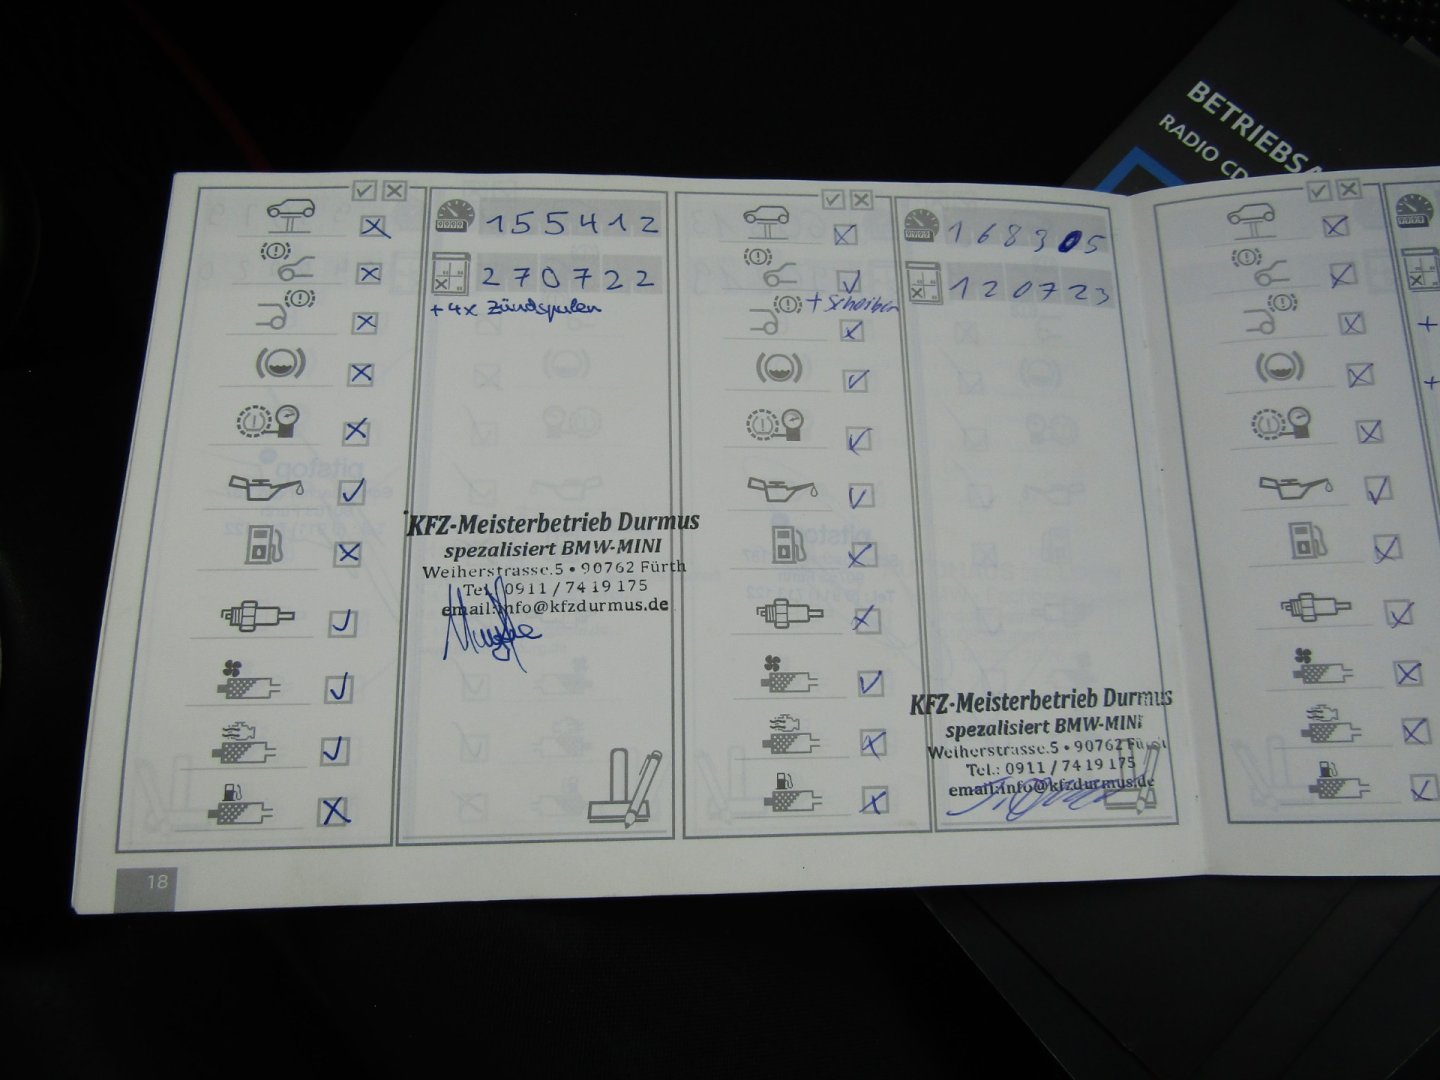 BETRIEBSA
RADIO CD
155412
270722
+ 4x Zündspulen
KFZ-Meisterbetrieb Durmus
spezalisiert BMW-MINI
Weiherstrasse.5 • 90762 Fürth
Tel.: 0911 / 74 19 175
email:info@kfzdurmus.de
+ Scheiben
168305
120723
KFZ-Meisterbetrieb Durmus
spezalisiert BMW-MINI
Weiherstrasse.5 • 90762 Fürth
Tel.: 0911 / 74 19 175
email:info@kfzdurmus.de
+
+
18